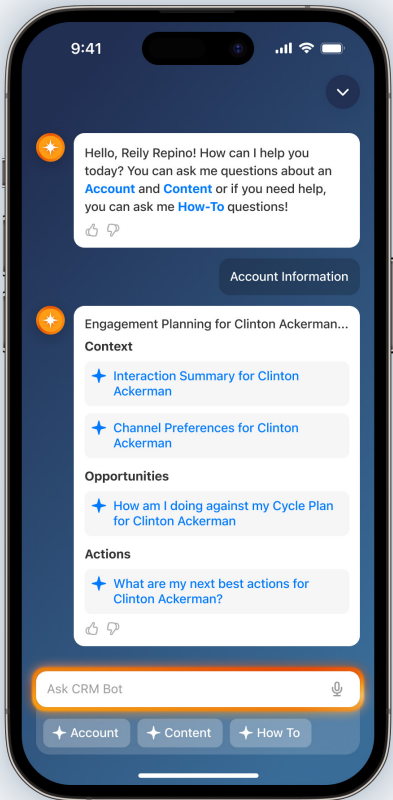 9:41
Hello, Reily Repino! How can I help you
today? You can ask me questions about an
Account and Content or if you need help,
you can ask me How-To questions!
Account Information
Engagement Planning for Clinton Ackerman...
Context
Interaction Summary for Clinton
Ackerman
Channel Preferences for Clinton
Ackerman
Opportunities
How am I doing against my Cycle Plan
for Clinton Ackerman
Actions
What are my next best actions for
Clinton Ackerman?
Ask CRM Bot
Account
Content
How To